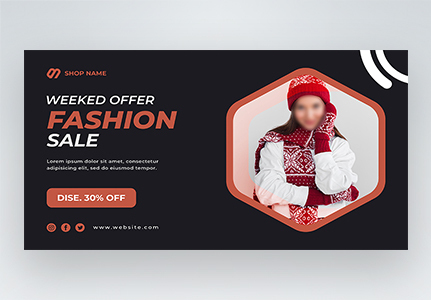 SHOP NAME
WEEKED OFFER
FASHION
SALE
Lorem ipsum dolor sit amet, consectetur
adipisicing elit, sed do eiusmod tempor.
DISE. 30% OFF
www.website.com